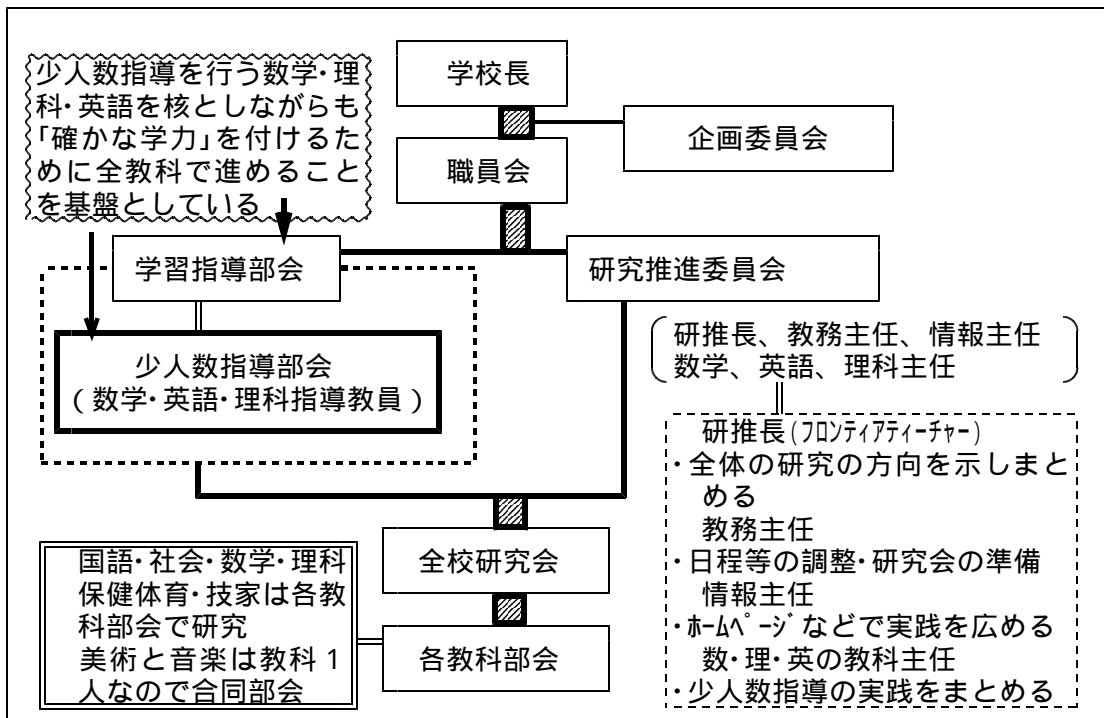 少人数指導を行う数学・理
科・英語を核としながらも
「確かな学力」を付けるた
めに全教科で進めること
を基盤としている
学校長
企画委員会
職員会
学習指導部会
研究推進委員会
少人数指導部会
(数学・英語・理科指導教員)
研推長、教務主任、情報主任
数学、英語、理科主任
研推長(フロンティアティーチャー)
・全体の研究の方向を示しまと
める
教務主任
・日程等の調整・研究会の準備
情報主任
・ホームページなどで実践を広める
数・理・英の教科主任
・少人数指導の実践をまとめる
全校研究会
各教科部会
国語・社会・数学・理科
保健体育・技家は各教
科部会で研究
美術と音楽は教科1
人なので合同部会